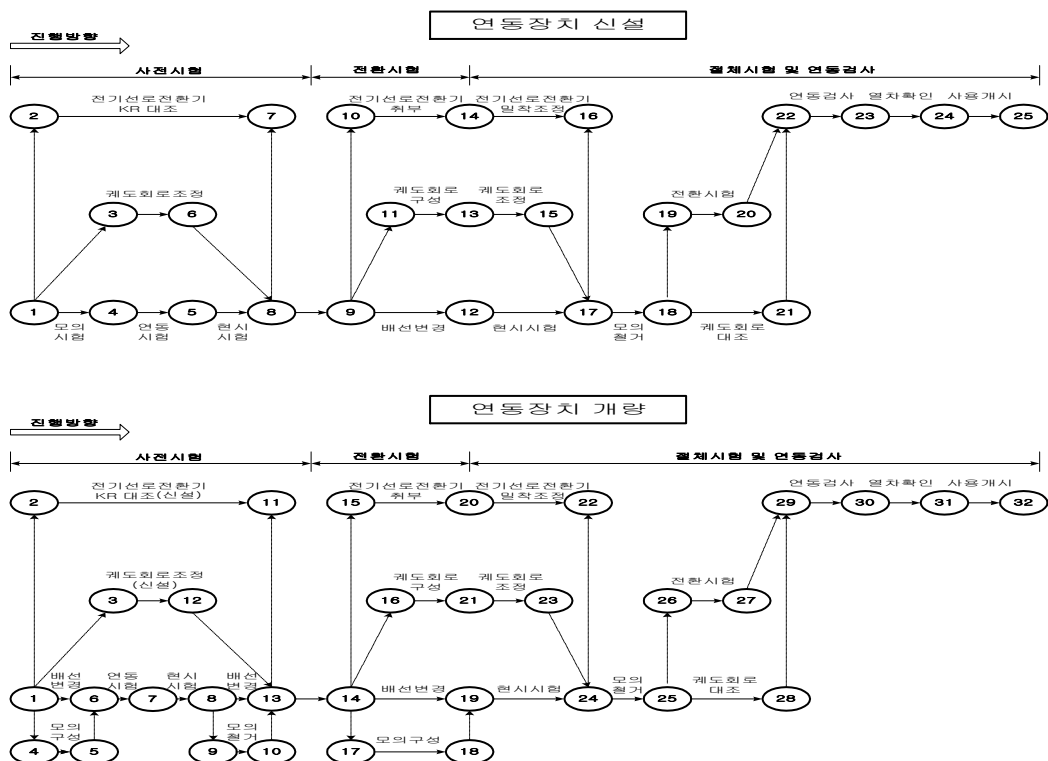 연동장치 신설
진행방향
사전시험 전환시험 절체시험 및 연동검사
전기선로전환기 전기선로전환기 전기선로전환기 연동검사 열차확인 사용개시
KR 대조 취부 밀착조정
2 7 10 14 16 22 23 24 25
궤도회로조정 궤도회로 궤도회로 전환시험
구성 조정
3 6 11 13 15 19 20
1 4 5 8 9 12 17 18 21
모의 연동 현시 배선변경 현시시험 모의 궤도회로
시험 시험 시험 철거 대조
연동장치 개량
진행방향
사전시험 전환시험 절체시험 및 연동검사
전기선로전환기 전기선로전환기 전기선로전환기 연동검사 열차확인 사용개시
KR 대조(신설) 취부 밀착조정
2 11 15 20 22 29 30 31 32
궤도회로조정 궤도회로 궤도회로 전환시험
(신설) 구성 조정
3 12 16 21 23 26 27
배선 연동 현시 배선 배선변경 현시시험 모의 궤도회로
변경 시험 시험 변경 철거 대조
1 6 7 8 13 14 19 24 25 28
모의 모의 모의구성
구성 철거
4 5 9 10 17 18